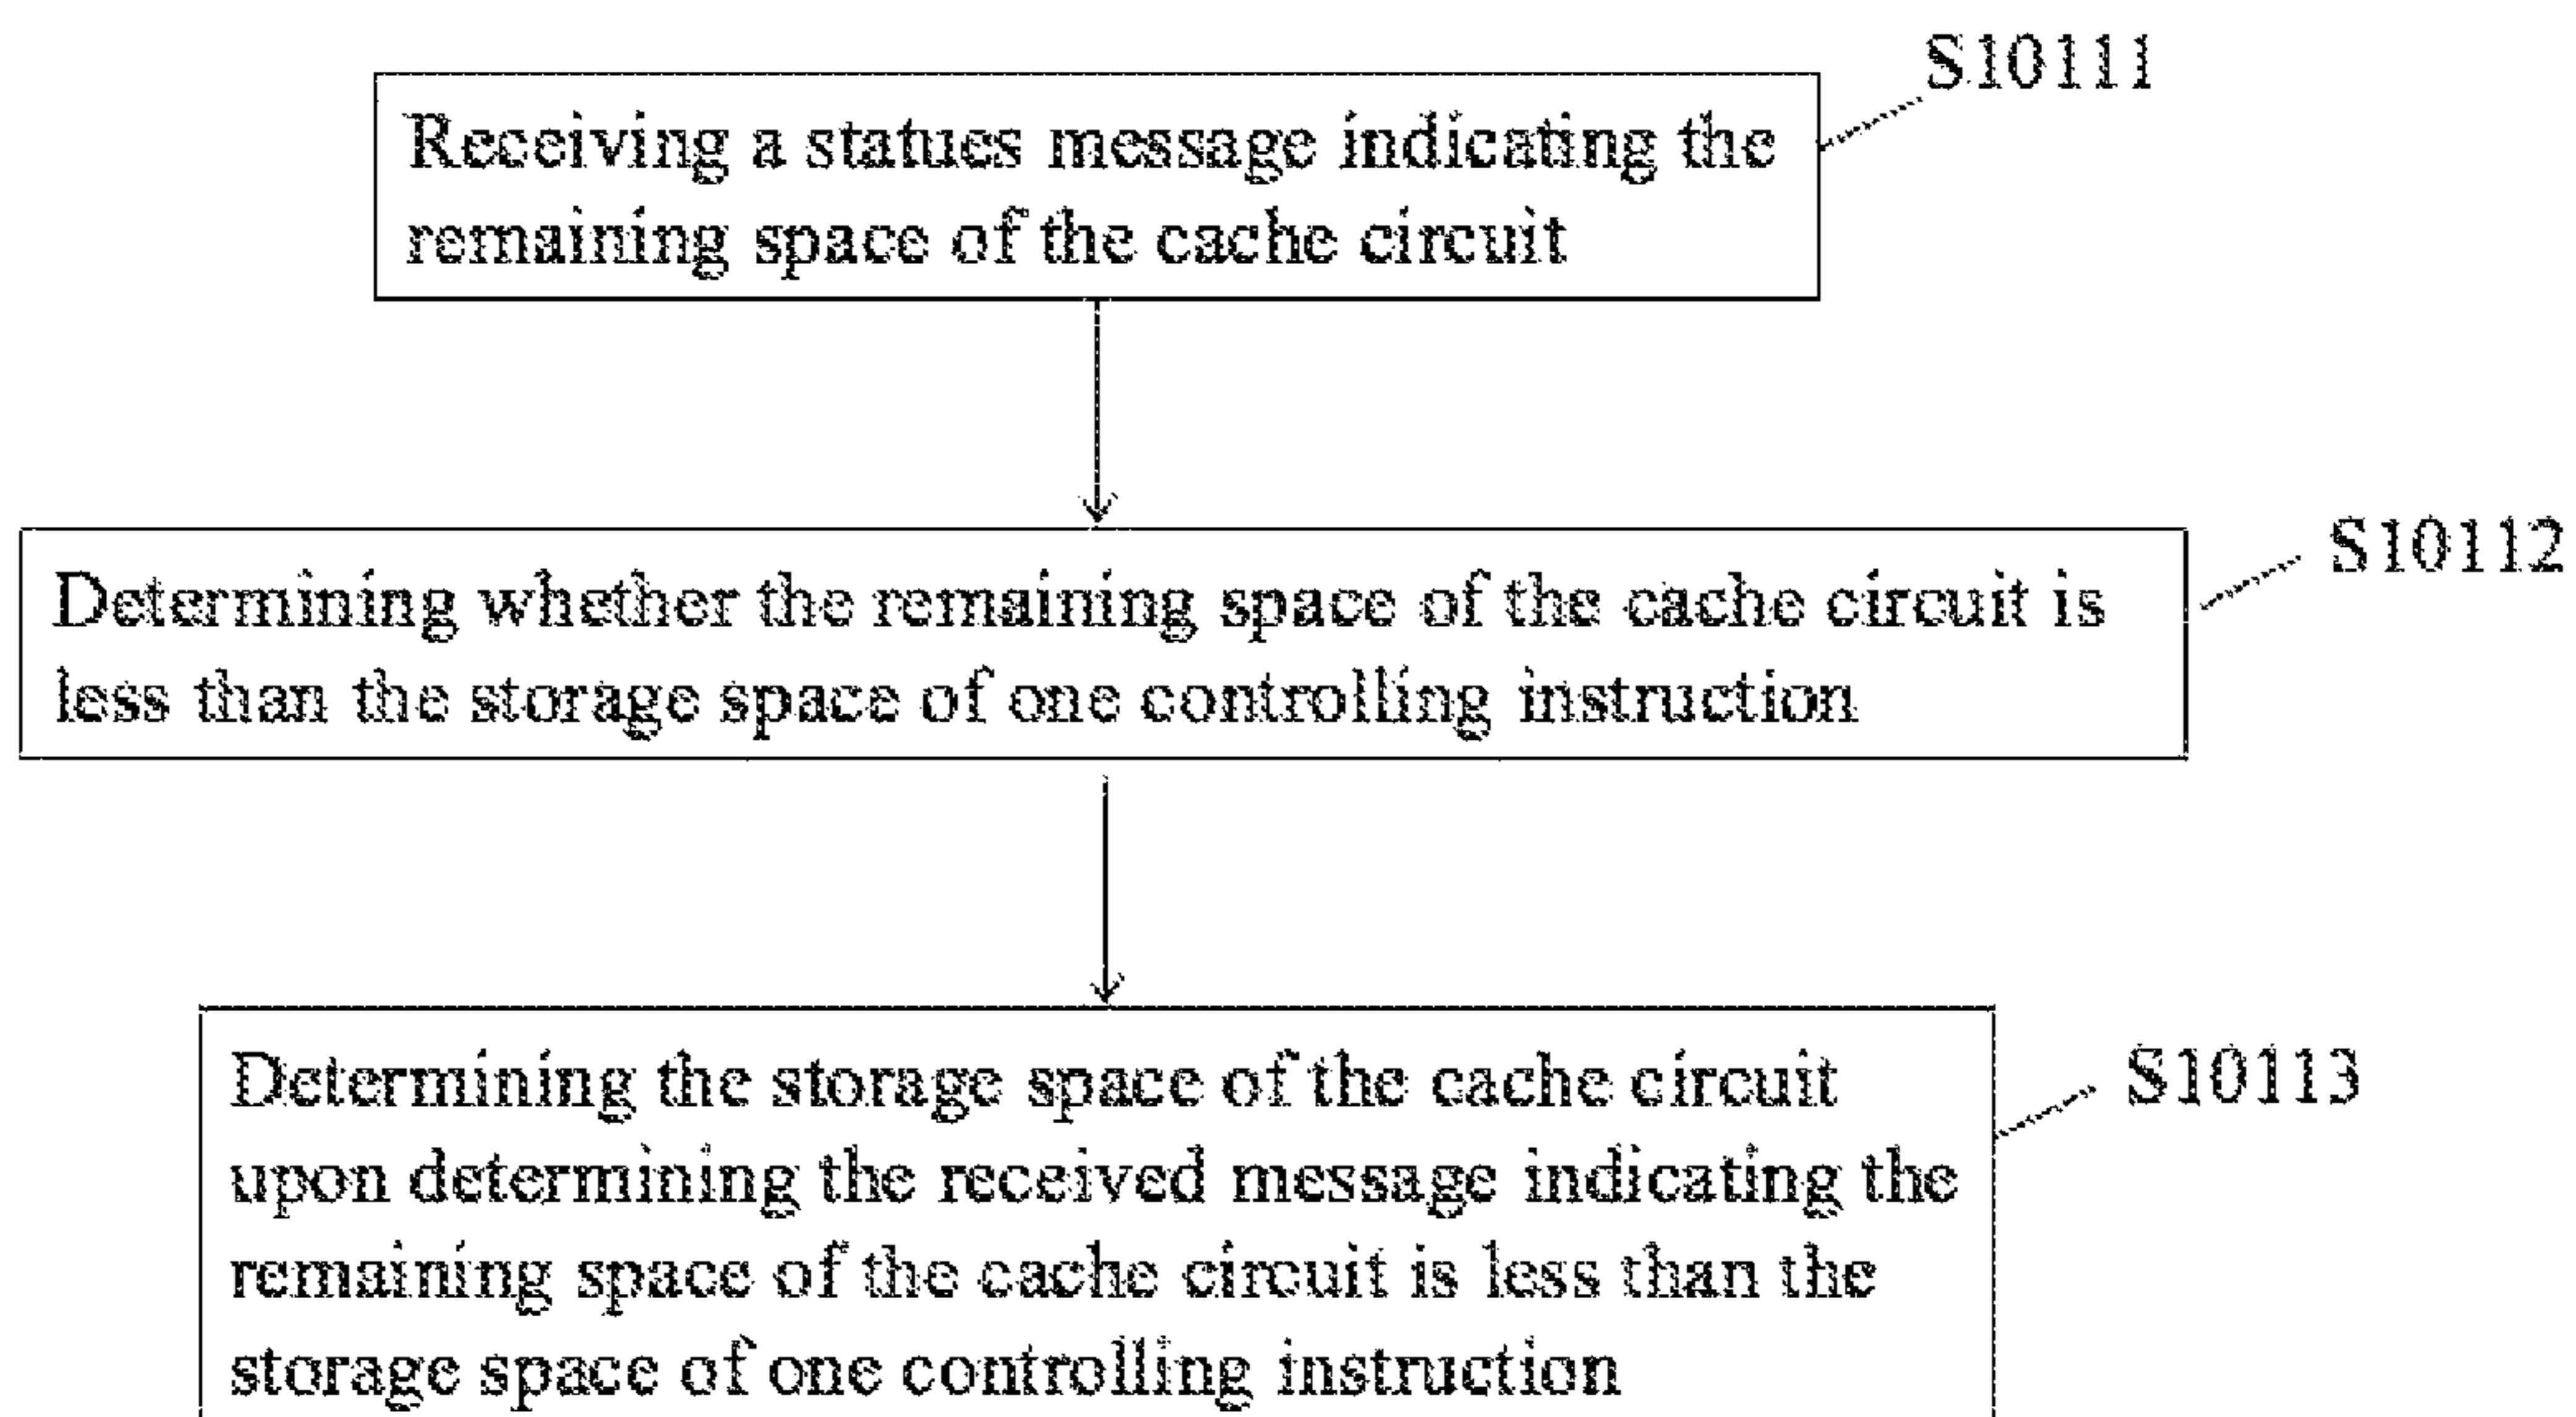 S10111
Receiving a statues message indicating the
remaining space of the cache circuit
S10112
Determining whether the remaining space of the cache circuit is
less than the storage space of one controlling instruction
S10113
Determining the storage space of the cache circuit
upon determining the received message indicating the
remaining space of the cache circuit is less than the
storage space of one controlling instruction